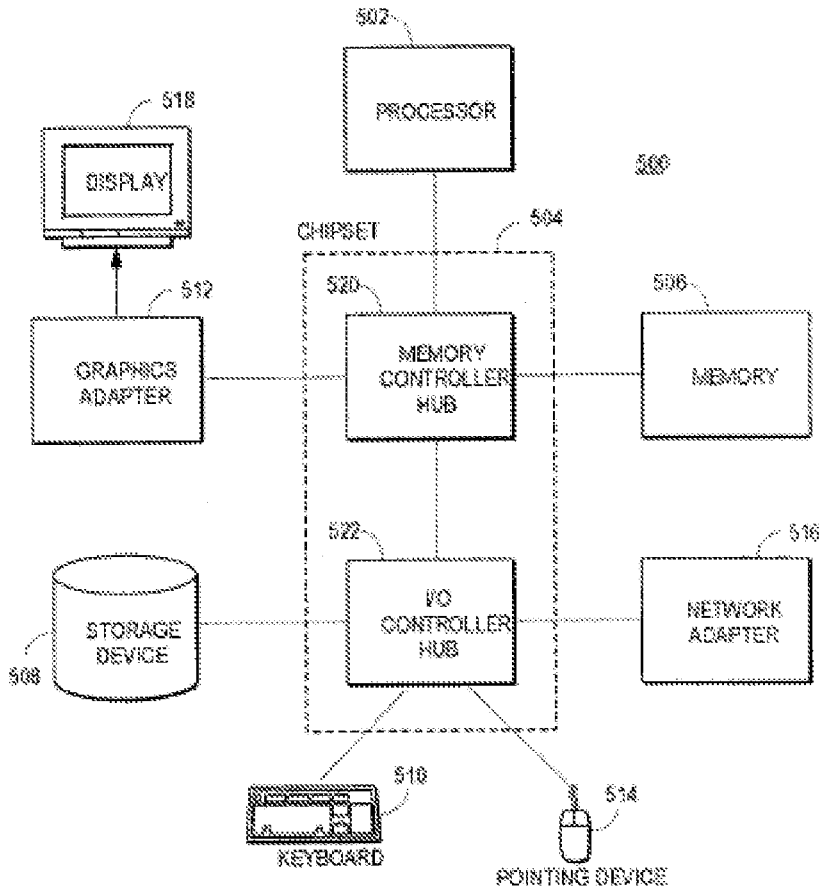 502
PROCESSOR
518
DISPLAY
500
CHIPSET
504
512
GRAPHICS
ADAPTER
520
MEMORY
CONTROLLER
HUB
506
MEMORY
522
I/O
CONTROLLER
HUB
516
NETWORK
ADAPTER
STORAGE
DEVICE
508
510
KEYBOARD
514
POINTING DEVICE